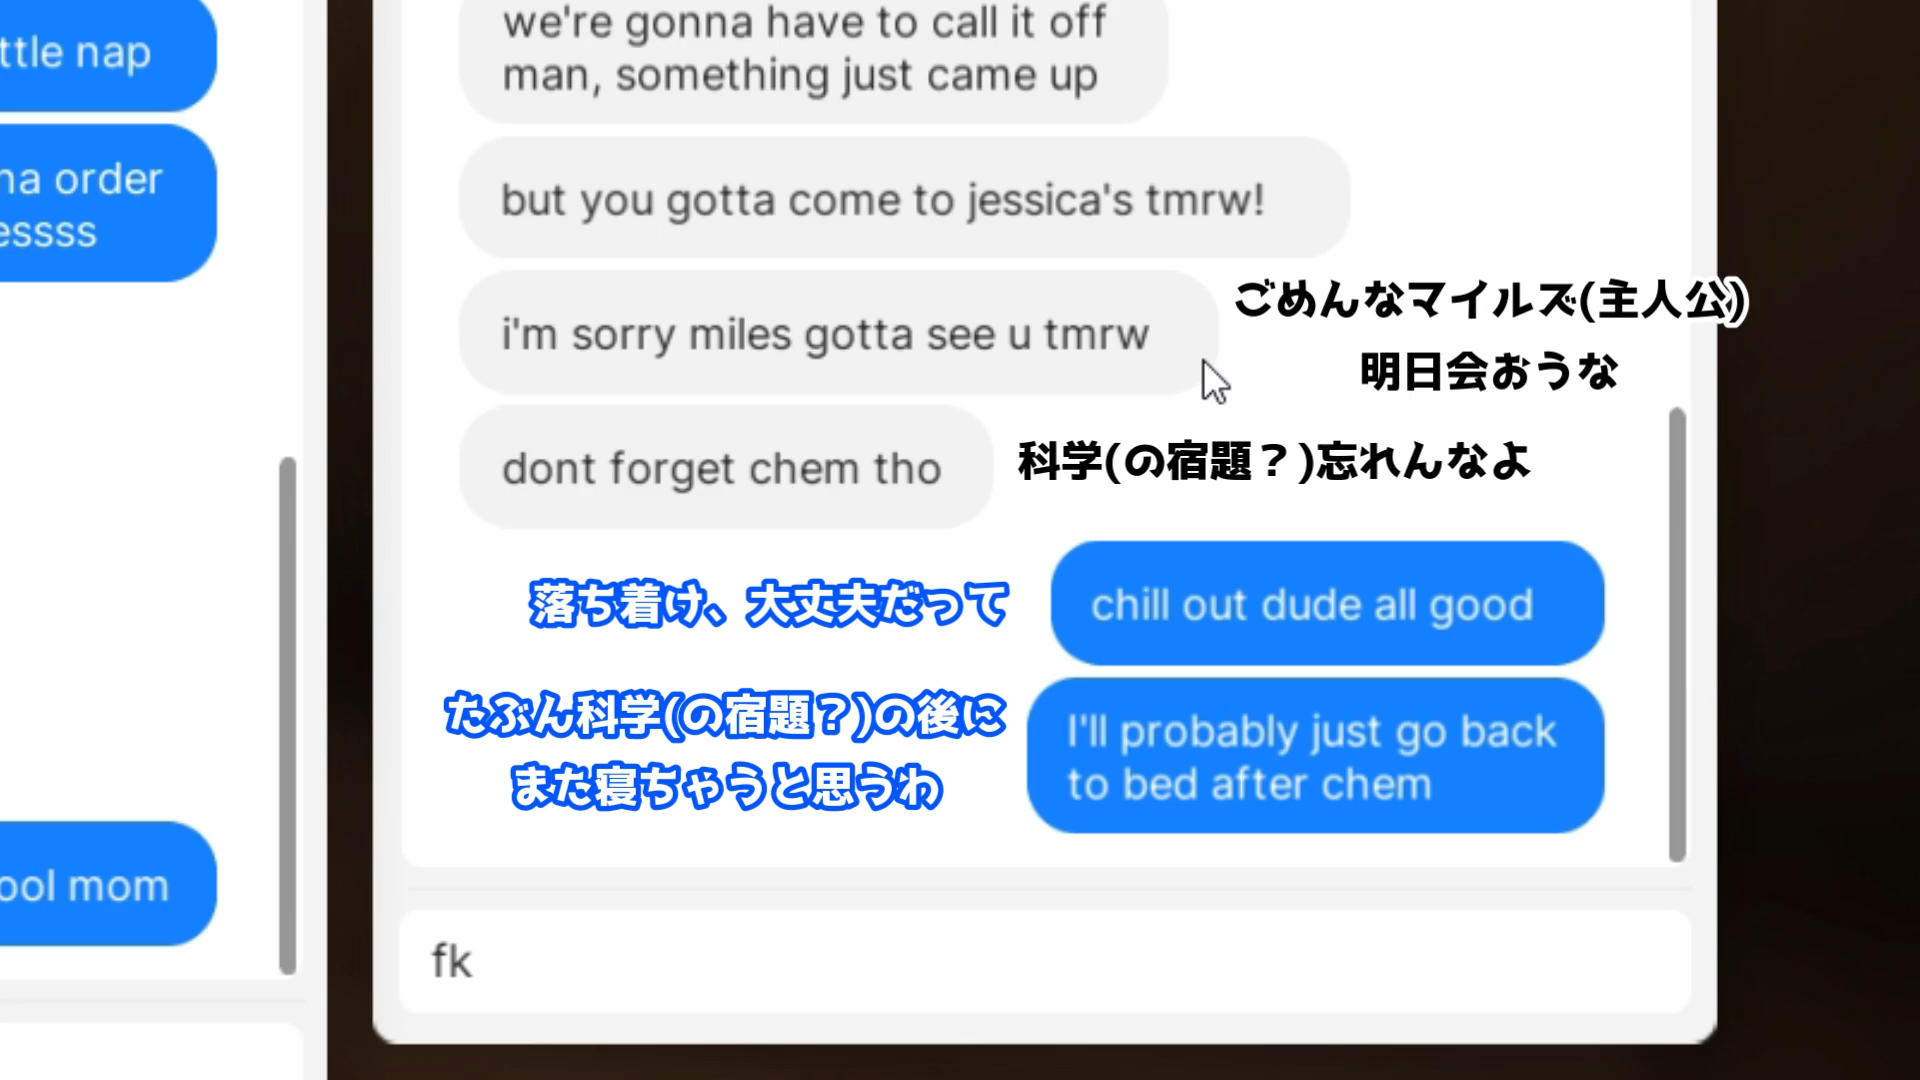 ttle nap
na order
essss
ool mom
we're gonna have to call it off
man, something just came up
but you gotta come to jessica's tmrw!
i'm sorry miles gotta see u tmrw
ごめんなマイルズ(主人公)
明日会おうな
dont forget chem tho
科学(の宿題？)忘れんなよ
chill out dude all good
落ち着け、大丈夫だって
I'll probably just go back
to bed after chem
たぶん科学(の宿題？)の後に
また寝ちゃうと思うわ
fk